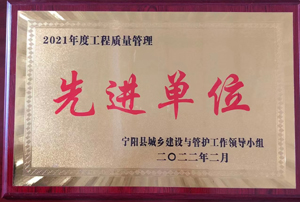 2021年度工程质量管理
先进单位
宁阳县城乡建设与管护工作领导小组
二〇二二年二月